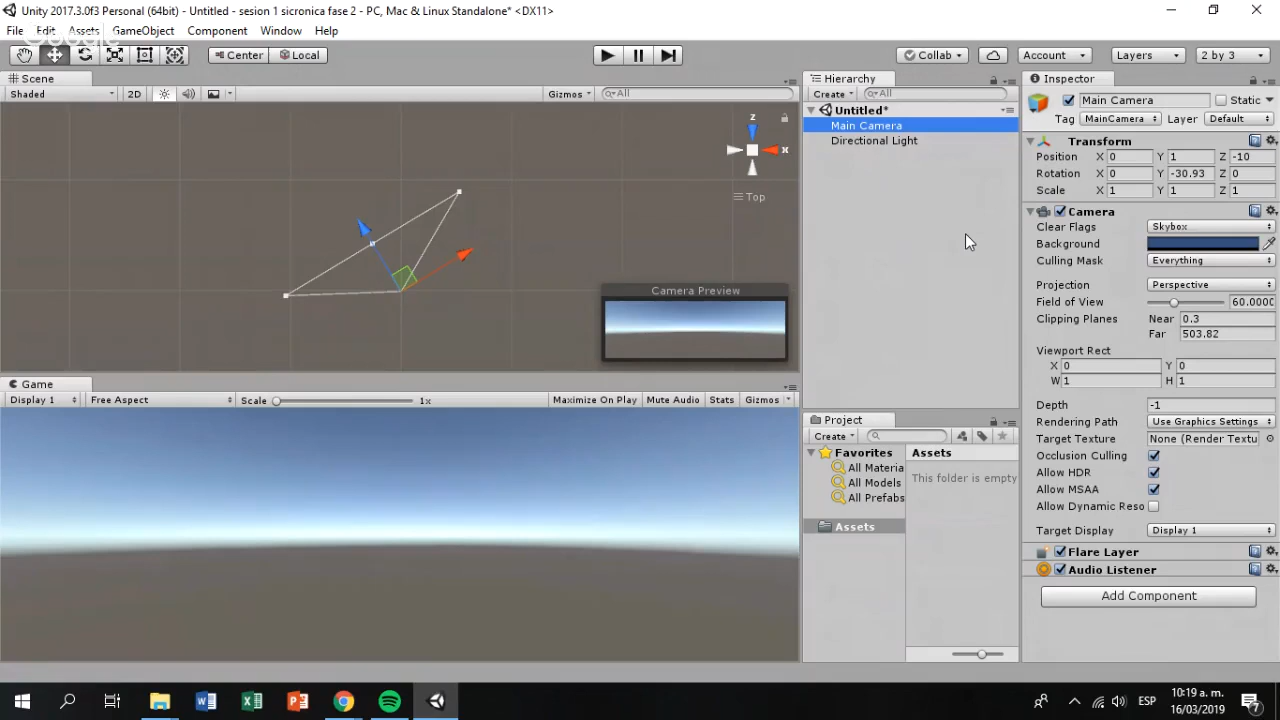 Unity 2017.3.0f3 Personal (64bit) - Untitled - sesion 1 sicronica fase 2 - PC, Mac & Linux Standalone* <DX11>
File Edit Assets GameObject Component Window Help
Google
Center Local Collab Account Layers 2 by 3
Scene
Shaded 2D Gizmos All
z
x
Top
Camera Preview
Game
Display 1 Free Aspect Scale 1x Maximize On Play Mute Audio Stats Gizmos
Hierarchy
Create All
Untitled*
Main Camera
Directional Light
Project
Create
Favorites
All Materia
All Models
All Prefabs
Assets
Assets
This folder is empty
Inspector
Main Camera Static
Tag MainCamera Layer Default
Transform
Position X 0 Y 1 Z -10
Rotation X 0 Y -30.93 Z 0
Scale X 1 Y 1 Z 1
Camera
Clear Flags Skybox
Background
Culling Mask Everything
Projection Perspective
Field of View 60.0000
Clipping Planes Near 0.3
Far 503.82
Viewport Rect
X 0 Y 0
W 1 H 1
Depth -1
Rendering Path Use Graphics Settings
Target Texture None (Render Textu
Occlusion Culling
Allow HDR
Allow MSAA
Allow Dynamic Reso
Target Display Display 1
Flare Layer
Audio Listener
Add Component
ESP
10:19 a. m.
16/03/2019
7